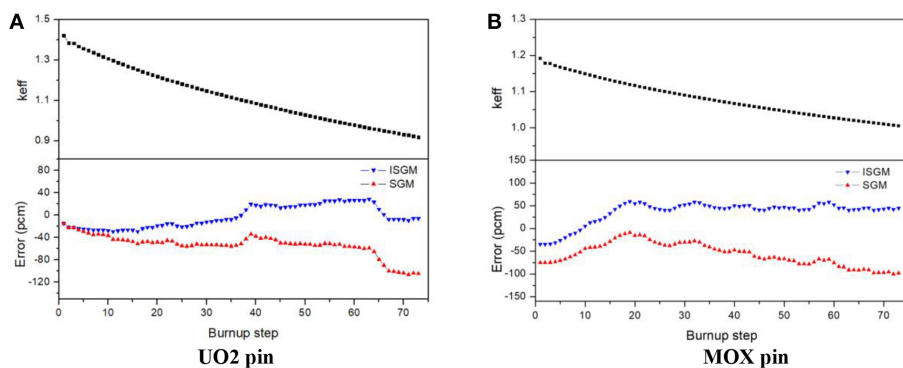 A
1.5
1.3
1.1
0.9
keff
80
40
0
-40
-80
-120
Error (pcm)
ISGM
SGM
0 10 20 30 40 50 60 70
Burnup step
UO2 pin
B
1.3
1.2
1.1
1.0
keff
150
100
50
0
-50
-100
-150
Error (pcm)
ISGM
SGM
0 10 20 30 40 50 60 70
Burnup step
MOX pin